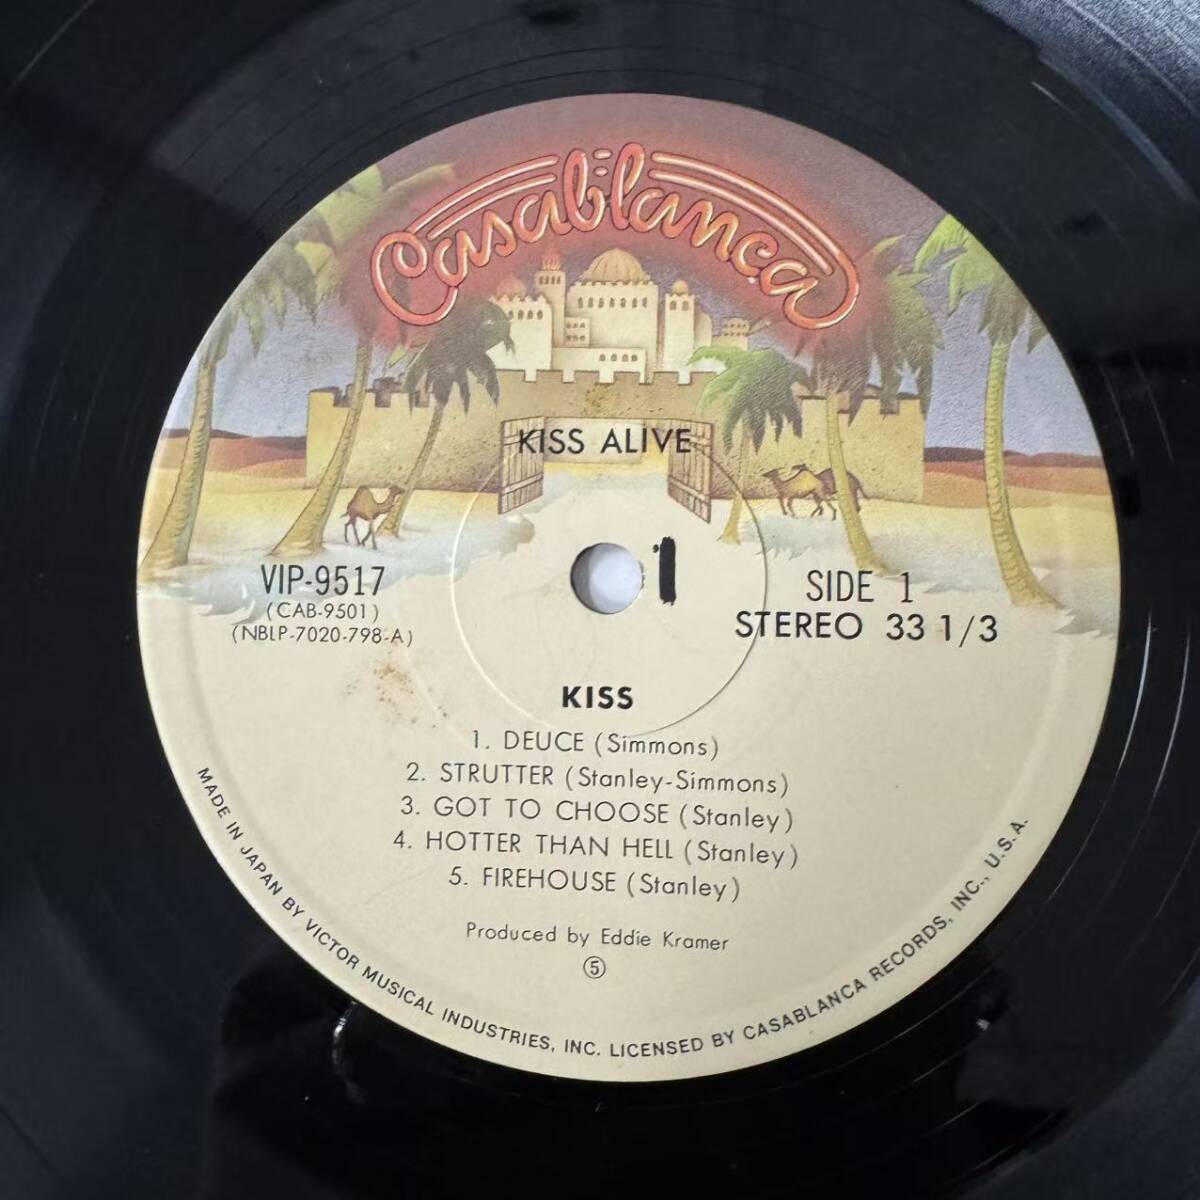 Casablanca
KISS ALIVE
1
VIP-9517
(CAB-9501)
(NBLP-7020-798-A)
SIDE 1
STEREO 33 1/3
KISS
1. DEUCE (Simmons)
2. STRUTTER (Stanley-Simmons)
3. GOT TO CHOOSE (Stanley)
4. HOTTER THAN HELL (Stanley)
5. FIREHOUSE (Stanley)
Produced by Eddie Kramer
⑤
MADE IN JAPAN BY VICTOR MUSICAL INDUSTRIES, INC. LICENSED BY CASABLANCA RECORDS, INC., U.S.A.